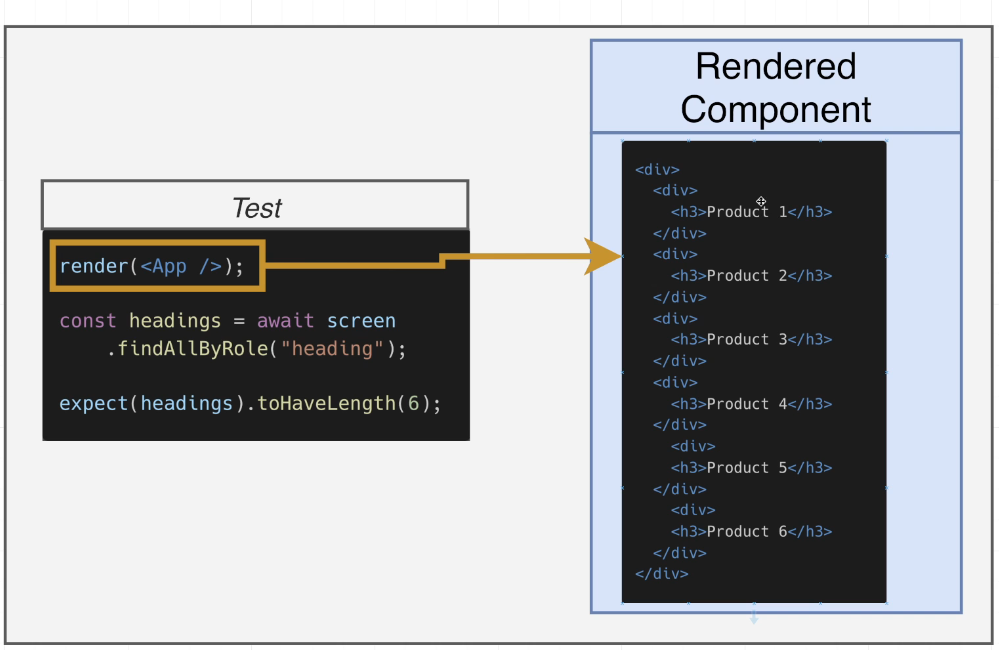 Rendered
Component
Test
render(<App />);
const headings = await screen
    .findAllByRole("heading");
expect(headings).toHaveLength(6);
<div>
  <div>
    <h3>Product 1</h3>
  </div>
  <div>
    <h3>Product 2</h3>
  </div>
  <div>
    <h3>Product 3</h3>
  </div>
  <div>
    <h3>Product 4</h3>
  </div>
    <div>
    <h3>Product 5</h3>
  </div>
    <div>
    <h3>Product 6</h3>
  </div>
</div>